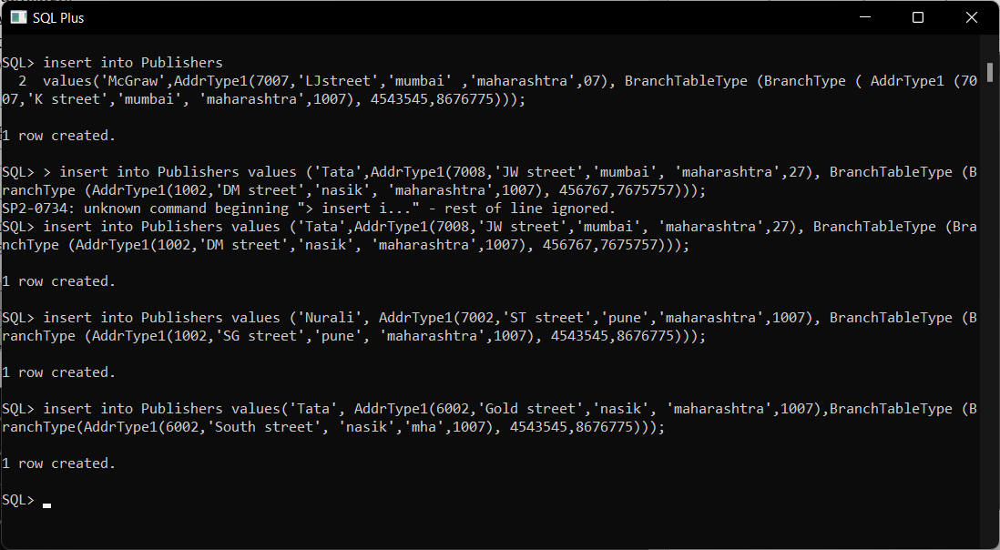 SQL Plus
SQL> insert into Publishers
  2  values('McGraw',AddrType1(7007,'LJstreet','mumbai' ,'maharashtra',07), BranchTableType (BranchType ( AddrType1 (70
07,'K street','mumbai', 'maharashtra',1007), 4543545,8676775)));
1 row created.
SQL> > insert into Publishers values ('Tata',AddrType1(7008,'JW street','mumbai', 'maharashtra',27), BranchTableType (B
ranchType (AddrType1(1002,'DM street','nasik', 'maharashtra',1007), 456767,7675757)));
SP2-0734: unknown command beginning "> insert i..." - rest of line ignored.
SQL> insert into Publishers values ('Tata',AddrType1(7008,'JW street','mumbai', 'maharashtra',27), BranchTableType (Bra
nchType (AddrType1(1002,'DM street','nasik', 'maharashtra',1007), 456767,7675757)));
1 row created.
SQL> insert into Publishers values ('Nurali', AddrType1(7002,'ST street','pune','maharashtra',1007), BranchTableType (B
ranchType (AddrType1(1002,'SG street','pune', 'maharashtra',1007), 4543545,8676775)));
1 row created.
SQL> insert into Publishers values('Tata', AddrType1(6002,'Gold street','nasik', 'maharashtra',1007),BranchTableType (B
ranchType(AddrType1(6002,'South street', 'nasik','mha',1007), 4543545,8676775)));
1 row created.
SQL>